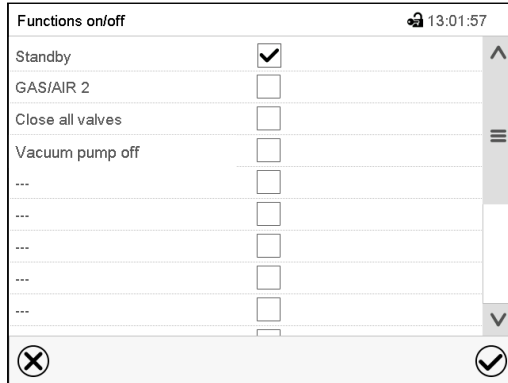 Functions on/off 13:01:57
Standby
GAS/AIR 2
Close all valves
Vacuum pump off
---
---
---
---
---